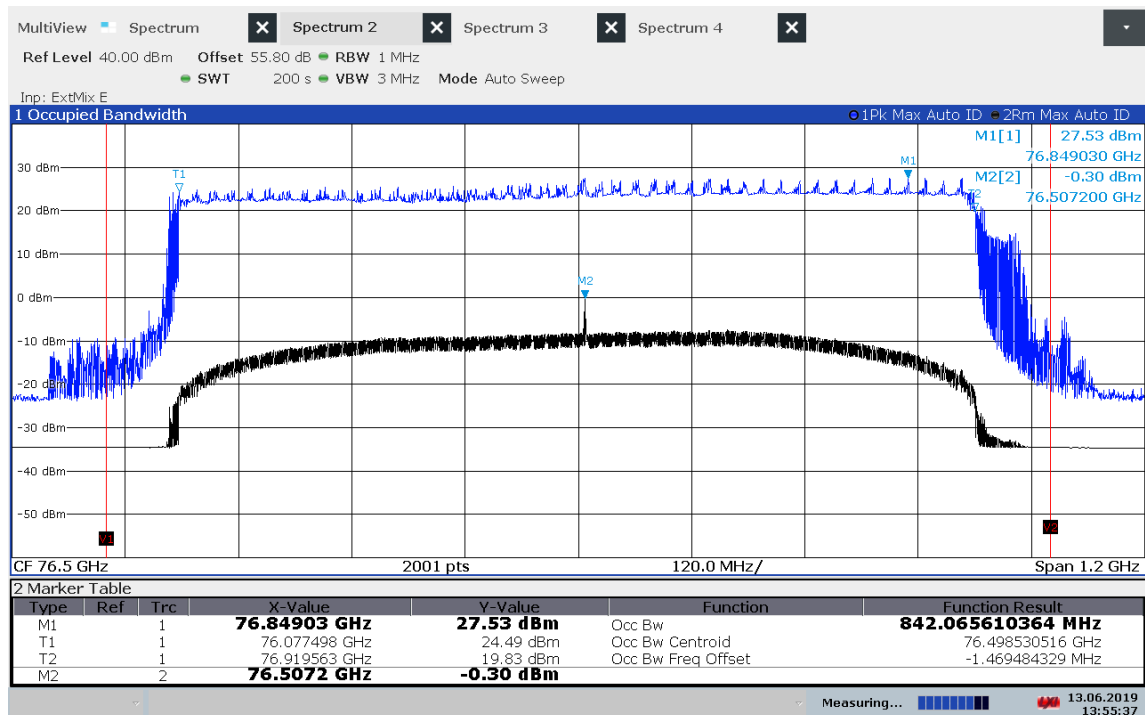 MultiView Spectrum Spectrum 2 Spectrum 3 Spectrum 4
Ref Level 40.00 dBm Offset 55.80 dB RBW 1 MHz
SWT 200 s VBW 3 MHz Mode Auto Sweep
Inp: ExtMix E
1 Occupied Bandwidth 1Pk Max Auto ID 2Rm Max Auto ID
M1[1] 27.53 dBm
76.849030 GHz
M2[2] -0.30 dBm
76.507200 GHz
M1
30 dBm
T1
T2
20 dBm
10 dBm
M2
0 dBm
-10 dBm
-20 dBm
-30 dBm
-40 dBm
-50 dBm
V1 V2
CF 76.5 GHz 2001 pts 120.0 MHz/ Span 1.2 GHz
2 Marker Table
Type Ref Trc X-Value Y-Value Function Function Result
M1 1 76.84903 GHz 27.53 dBm Occ Bw 842.065610364 MHz
T1 1 76.077498 GHz 24.49 dBm Occ Bw Centroid 76.498530516 GHz
T2 1 76.919563 GHz 19.83 dBm Occ Bw Freq Offset -1.469484329 MHz
M2 2 76.5072 GHz -0.30 dBm
Measuring... 13.06.2019
13:55:37